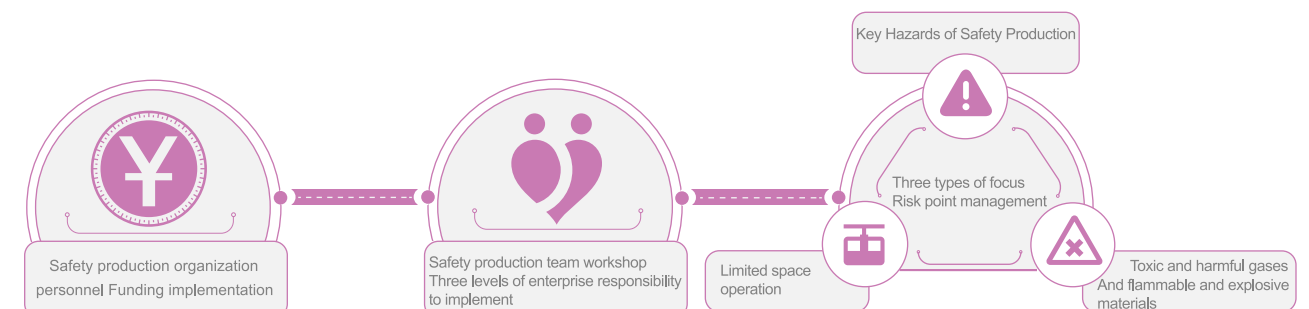 Key Hazards of Safety Production
Three types of focus
Risk point management
Safety production organization
personnel Funding implementation
Safety production team workshop
Three levels of enterprise responsibility
to implement
Limited space
operation
Toxic and harmful gases
And flammable and explosive
materials